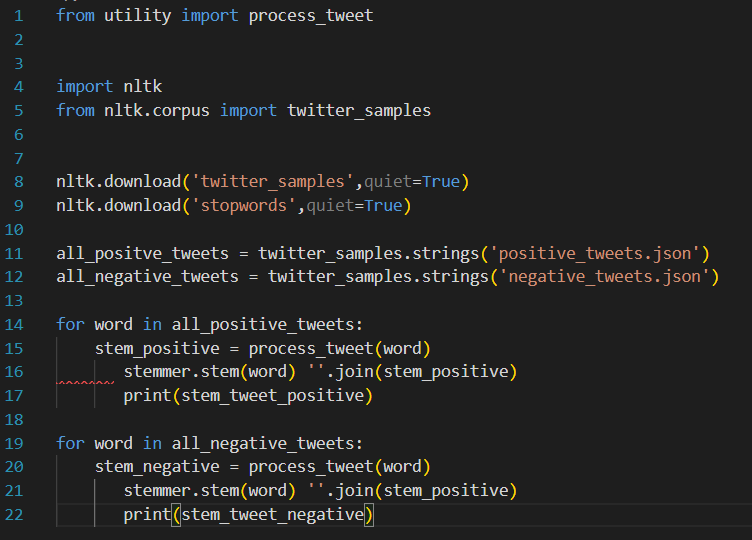 1 from utility import process_tweet
2
3
4 import nltk
5 from nltk.corpus import twitter_samples
6
7
8 nltk.download('twitter_samples',quiet=True)
9 nltk.download('stopwords',quiet=True)
10
11 all_positve_tweets = twitter_samples.strings('positive_tweets.json')
12 all_negative_tweets = twitter_samples.strings('negative_tweets.json')
13
14 for word in all_positive_tweets:
15     stem_positive = process_tweet(word)
16        stemmer.stem(word) ''.join(stem_positive)
17        print(stem_tweet_positive)
18
19 for word in all_negative_tweets:
20     stem_negative = process_tweet(word)
21        stemmer.stem(word) ''.join(stem_positive)
22        print(stem_tweet_negative)